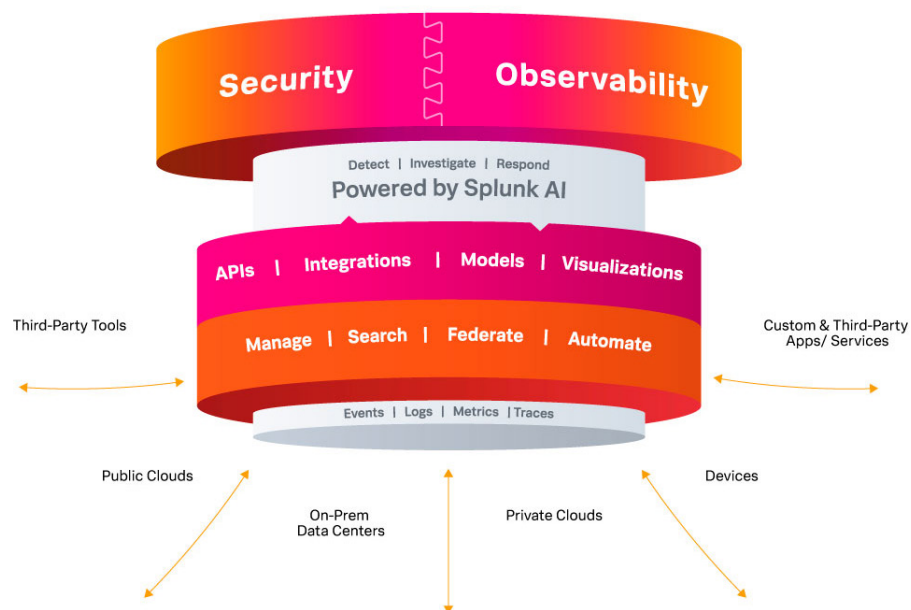 Security
Observability
Detect | Investigate | Respond
Powered by Splunk AI
APIs | Integrations | Models | Visualizations
Manage | Search | Federate | Automate
Events | Logs | Metrics | Traces
Third-Party Tools
Custom & Third-Party
Apps/ Services
Public Clouds
Devices
On-Prem
Data Centers
Private Clouds